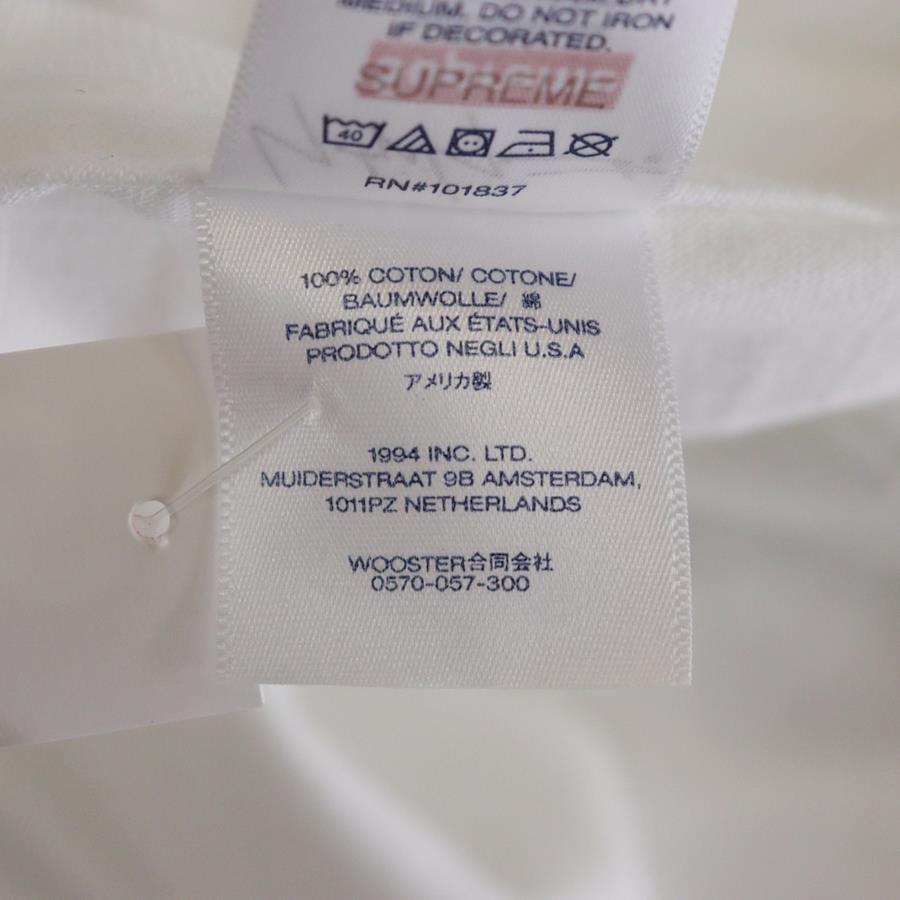 MEDIUM. DO NOT IRON
IF DECORATED.
SUPREME
40
RN#101837
100% COTON/ COTONE/
BAUMWOLLE/ 綿
FABRIQUÉ AUX ÉTATS-UNIS
PRODOTTO NEGLI U.S.A
アメリカ製
1994 INC. LTD.
MUIDERSTRAAT 9B AMSTERDAM,
1011PZ NETHERLANDS
WOOSTER合同会社
0570-057-300